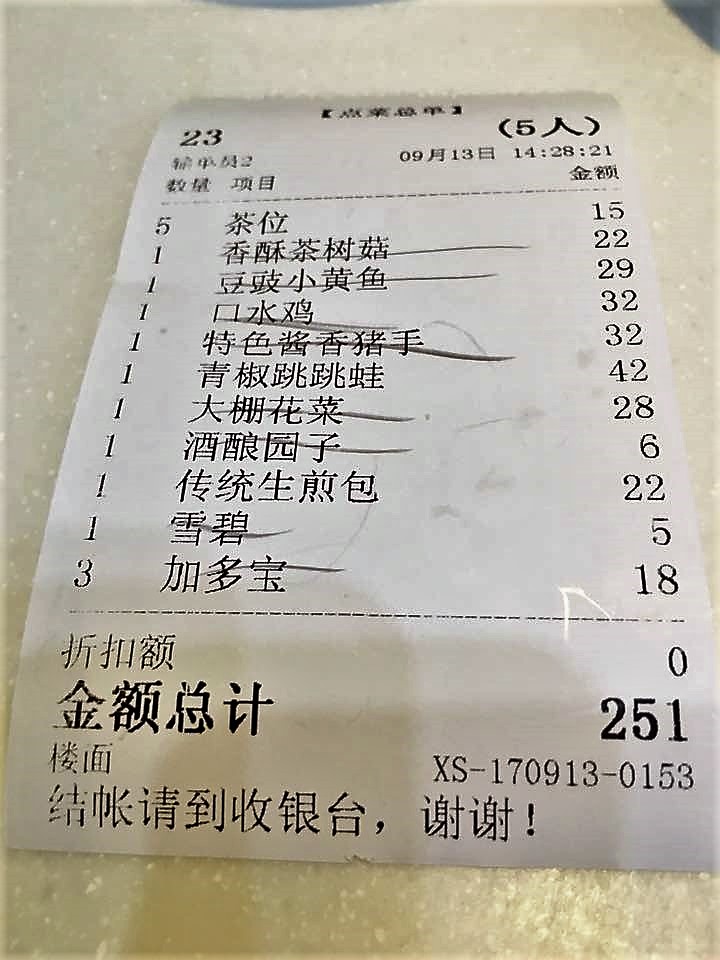 【点菜总单】
23 (5人)
输单员2 09月13日 14:28:21
数量 项目 金额
5 茶位 15
1 香酥茶树菇 22
1 豆豉小黄鱼 29
1 口水鸡 32
1 特色酱香猪手 32
1 青椒跳跳蛙 42
1 大棚花菜 28
1 酒酿园子 6
1 传统生煎包 22
1 雪碧 5
3 加多宝 18
折扣额 0
金额总计 251
楼面 XS-170913-0153
结帐请到收银台，谢谢！